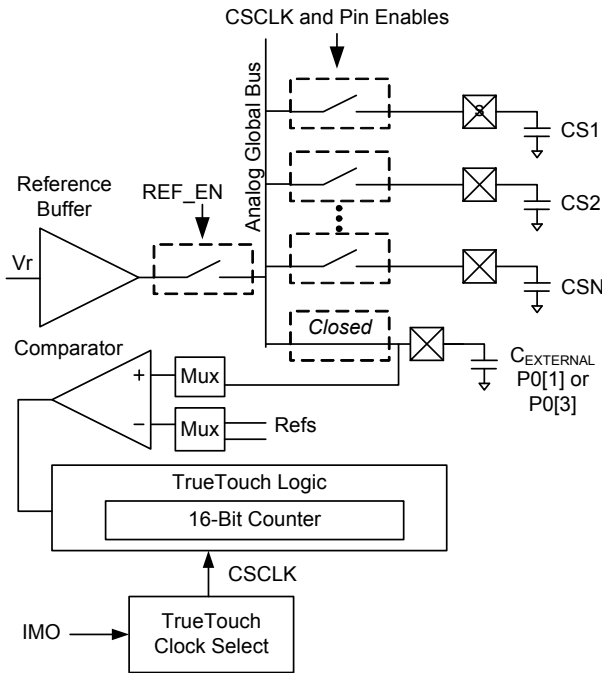 CSCLK and Pin Enables
Analog Global Bus
S
CS1
Reference
Buffer
REF_EN
CS2
Vr
CSN
Closed
Comparator
CEXTERNAL
P0[1] or
P0[3]
+
Mux
−
Mux
Refs
TrueTouch Logic
16-Bit Counter
CSCLK
IMO
TrueTouch
Clock Select